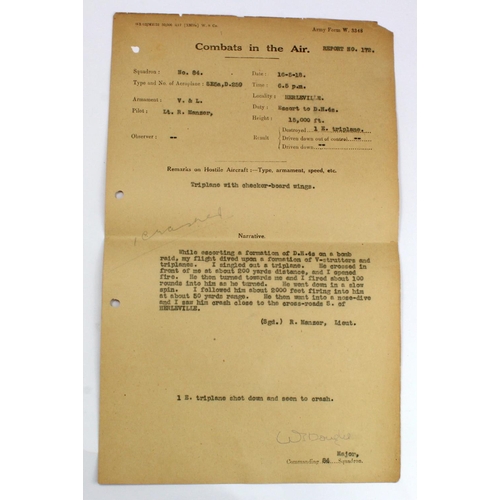 Army Form W. 3348
Combats in the Air.
REPORT NO. 172.
Squadron: No. 84.
Date: 15-5-18.
Type and No. of Aeroplane: SE5a, D.259
Time: 6.5 p.m.
Locality: HERLEVILLE.
Armament: V. & L.
Duty: Escort to D.H.4s.
Pilot: Lt. R. Manzer,
Height: 15,000 ft.
Destroyed 1 E. triplane.
Observer: --
Result
Driven down out of control --
Driven down --
Remarks on Hostile Aircraft :—Type, armament, speed, etc.
Triplane with checker-board wings.
crashed
Narrative.
While escorting a formation of D.H.4s on a bomb
raid, my flight dived upon a formation of V-strutters and
triplanes. I singled out a triplane. He crossed in
front of me at about 200 yards distance, and I opened
fire. He then turned towards me and I fired about 100
rounds into him as he turned. He went down in a slow
spin. I followed him about 2000 feet firing into him
at about 50 yards range. He then went into a nose-dive
and I saw him crash close to the cross-roads E. of
HERLEVILLE.
(Sgd.) R. Manzer, Lieut.
1 E. triplane shot down and seen to crash.
Major,
Commanding 84 Squadron.